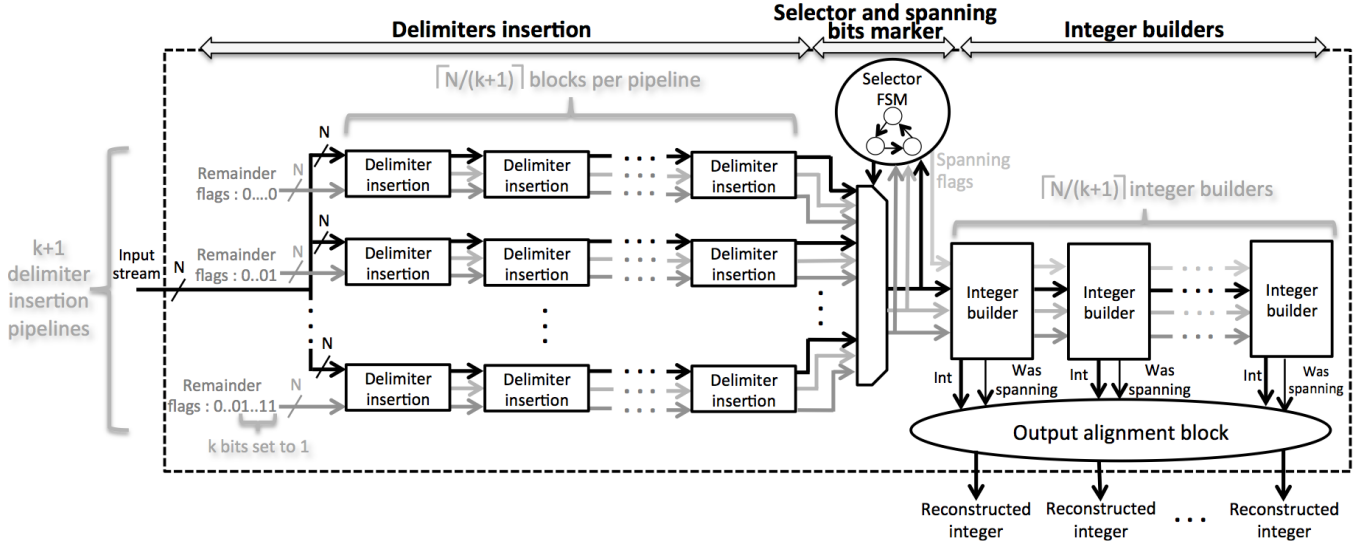 Delimiters insertion
Selector and spanning
bits marker
Integer builders
⌈N/(k+1)⌉ blocks per pipeline
Selector
FSM
Spanning
flags
⌈N/(k+1)⌉ integer builders
k+1
delimiter
insertion
pipelines
Input
stream
N
Remainder
flags : 0....0
N
N
Delimiter
insertion
Delimiter
insertion
. . .
Delimiter
insertion
Remainder
flags : 0..01
N
N
Delimiter
insertion
Delimiter
insertion
. . .
Delimiter
insertion
Remainder
flags : 0..01..11
N
N
k bits set to 1
Delimiter
insertion
Delimiter
insertion
. . .
Delimiter
insertion
Integer
builder
Integer
builder
. . .
Integer
builder
Int
Was
spanning
Int
Was
spanning
Int
Was
spanning
Output alignment block
Reconstructed
integer
Reconstructed
integer
. . .
Reconstructed
integer